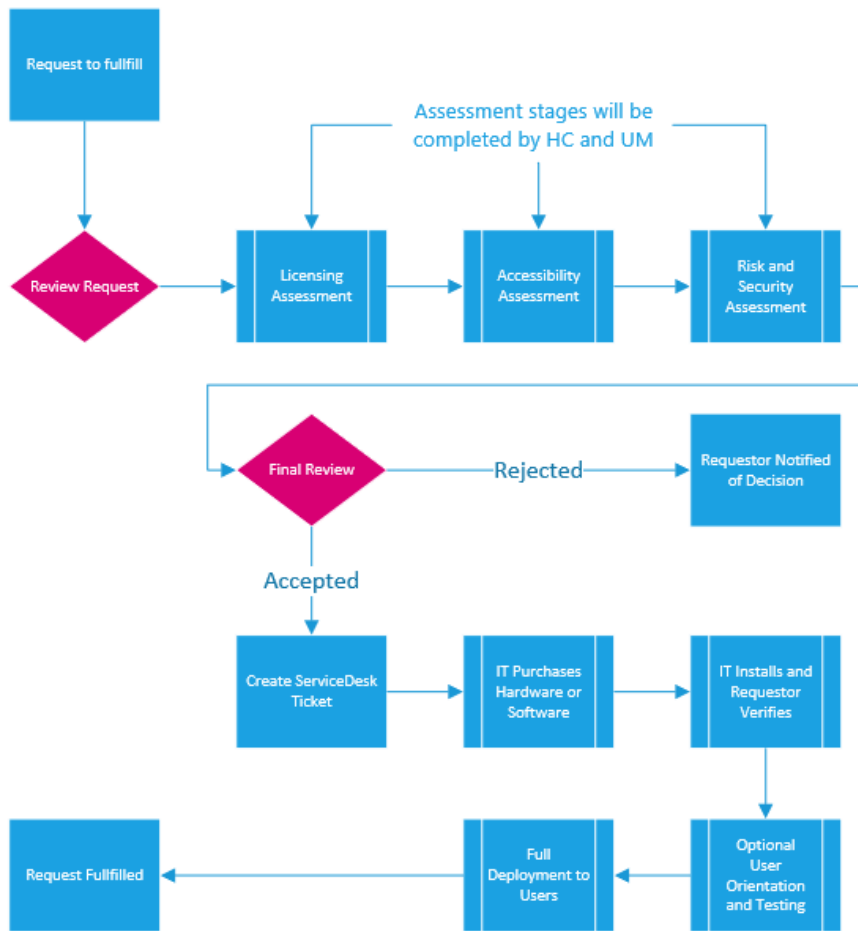 Request to fullfill
Assessment stages will be
completed by HC and UM
Review Request
Licensing
Assessment
Accessibility
Assessment
Risk and
Security
Assessment
Final Review
Rejected
Requestor Notified
of Decision
Accepted
Create ServiceDesk
Ticket
IT Purchases
Hardware or
Software
IT Installs and
Requestor
Verifies
Request Fullfilled
Full
Deployment to
Users
Optional
User
Orientation
and Testing